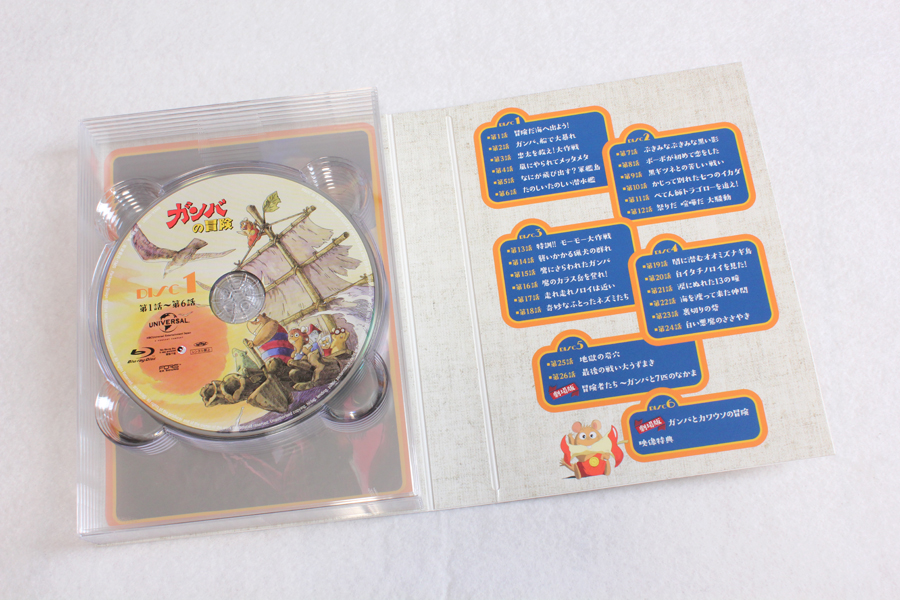 ガンバ
の冒険
DISC 1
第1話～第6話
UNIVERSAL
Blu-ray Disc
DISC 1
第1話 冒険だ海へ出よう!
第2話 ガンバ、船で大暴れ
第3話 忠太を救え!大作戦
第4話 嵐にやられてメッタメタ
第5話 なにが飛び出す?軍艦島
第6話 たのしいたのしい潜水艦
DISC 2
第7話 ぶきみなぶきみな黒い影
第8話 ボーボが初めて恋をした
第9話 黒ギツネとの苦しい戦い
第10話 かじって別れた七つのイカダ
第11話 ペてん師トラゴローを追え!
第12話 祭りだ 喧嘩だ 大騒動
DISC 3
第13話 特訓!! モーモー大作戦
第14話 襲いかかる狼犬の群れ
第15話 鷹にさらわれたガンバ
第16話 魔のカラス岳を登れ!
第17話 走れ走れノロイは近い
第18話 奇妙なふとったネズミたち
DISC 4
第19話 闇に潜むオオミズナギ鳥
第20話 白イタチノロイを見た!
第21話 涙にぬれた13の瞳
第22話 海を渡って来た仲間
第23話 裏切りの砦
第24話 白い悪魔のささやき
DISC 5
第25話 地獄の岩穴
第26話 最後の戦い大うずまき
劇場版 冒険者たち～ガンバと7匹のなかま
DISC 6
劇場版 ガンバとカワウソの冒険
映像特典